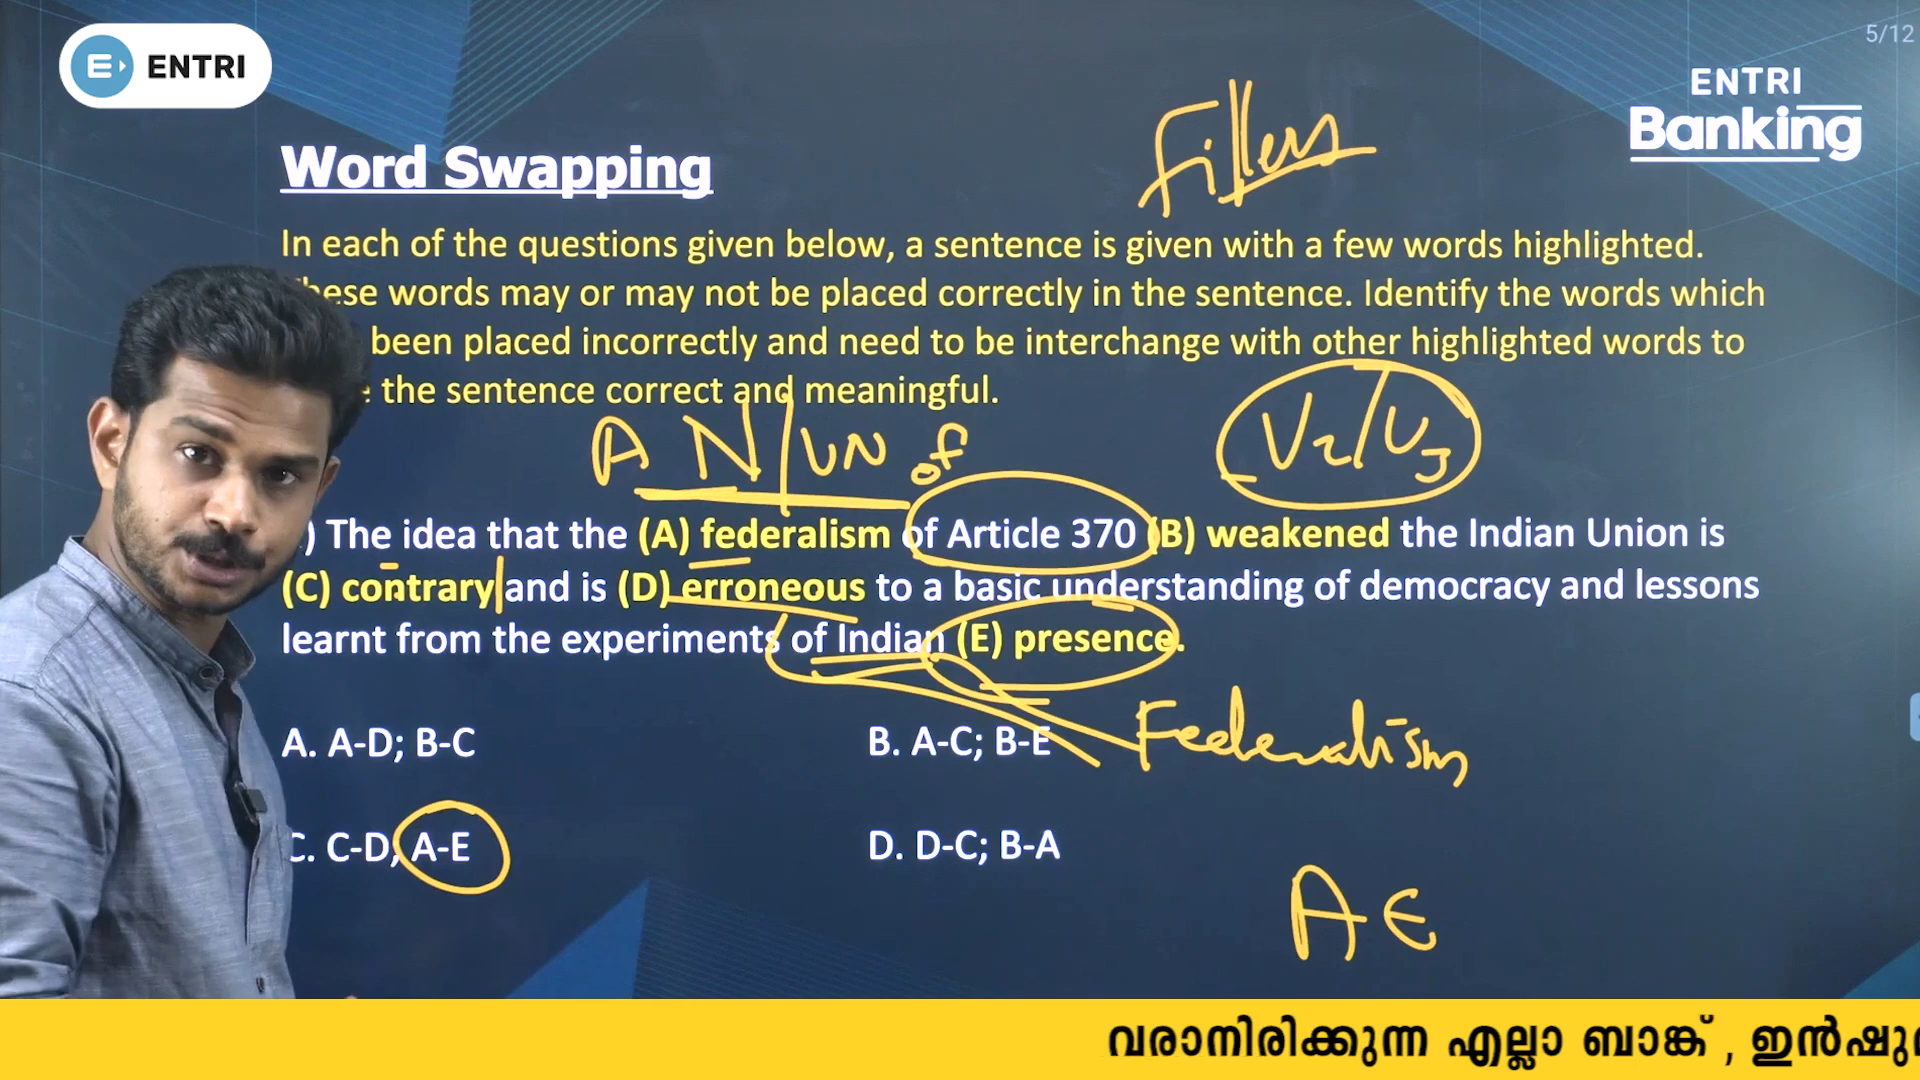 5/12
E ENTRI
ENTRI
Banking
Fillers
Word Swapping
In each of the questions given below, a sentence is given with a few words highlighted.
hese words may or may not be placed correctly in the sentence. Identify the words which
been placed incorrectly and need to be interchange with other highlighted words to
the sentence correct and meaningful.
A N/UN of
V2/V3
) The idea that the (A) federalism of Article 370 (B) weakened the Indian Union is
(C) contrary and is (D) erroneous to a basic understanding of democracy and lessons
learnt from the experiments of Indian (E) presence.
Federalism
A. A-D; B-C
B. A-C; B-E
C. C-D; A-E
D. D-C; B-A
A E
വരാനിരിക്കുന്ന എല്ലാ ബാങ്ക് ,